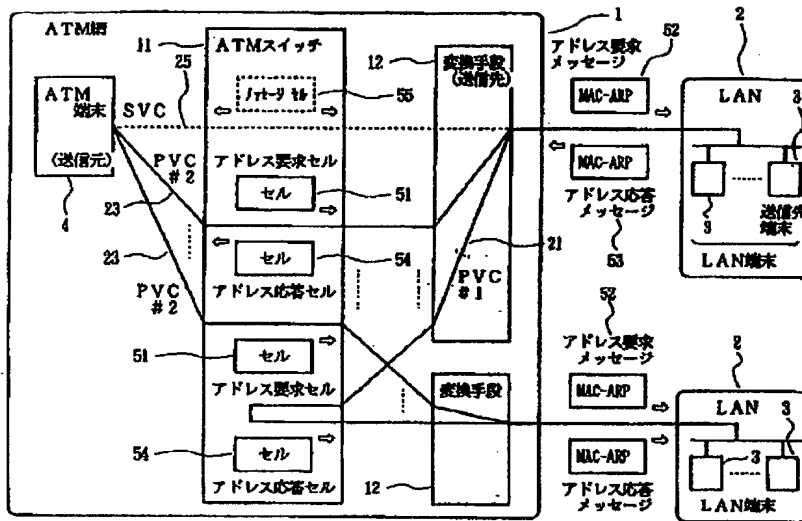 ATM網
11
ATMスイッチ
25
メッセージ セル
55
ATM
端末
(送信元)
4
SVC
PVC
#2
23
23
PVC
#2
アドレス要求セル
セル
51
セル
54
アドレス応答セル
51
セル
アドレス要求セル
54
セル
アドレス応答セル
12
変換手段
(送信先)
21
PVC
#1
変換手段
12
1
アドレス要求
メッセージ
52
MAC-ARP
MAC-ARP
アドレス応答
メッセージ
53
2
LAN
3
3
送信先
端末
LAN端末
52
アドレス要求
メッセージ
MAC-ARP
MAC-ARP
アドレス応答
メッセージ
2
LAN
3
3
LAN端末